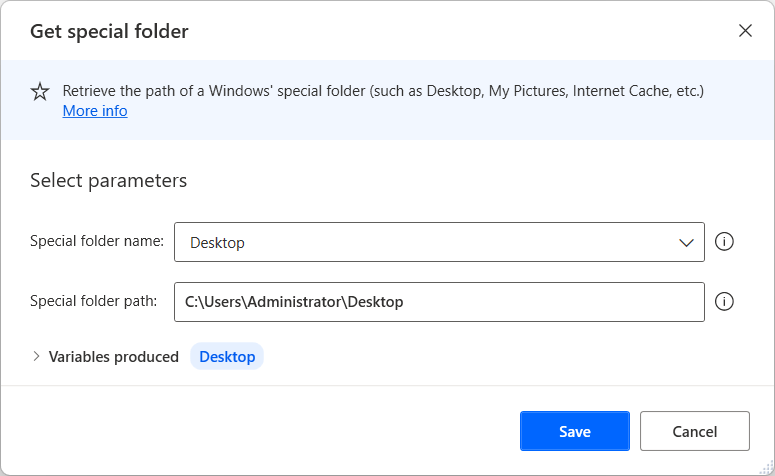 Get special folder
Retrieve the path of a Windows' special folder (such as Desktop, My Pictures, Internet Cache, etc.)
More info
Select parameters
Special folder name: Desktop
Special folder path: C:\Users\Administrator\Desktop
Variables produced Desktop
Save Cancel